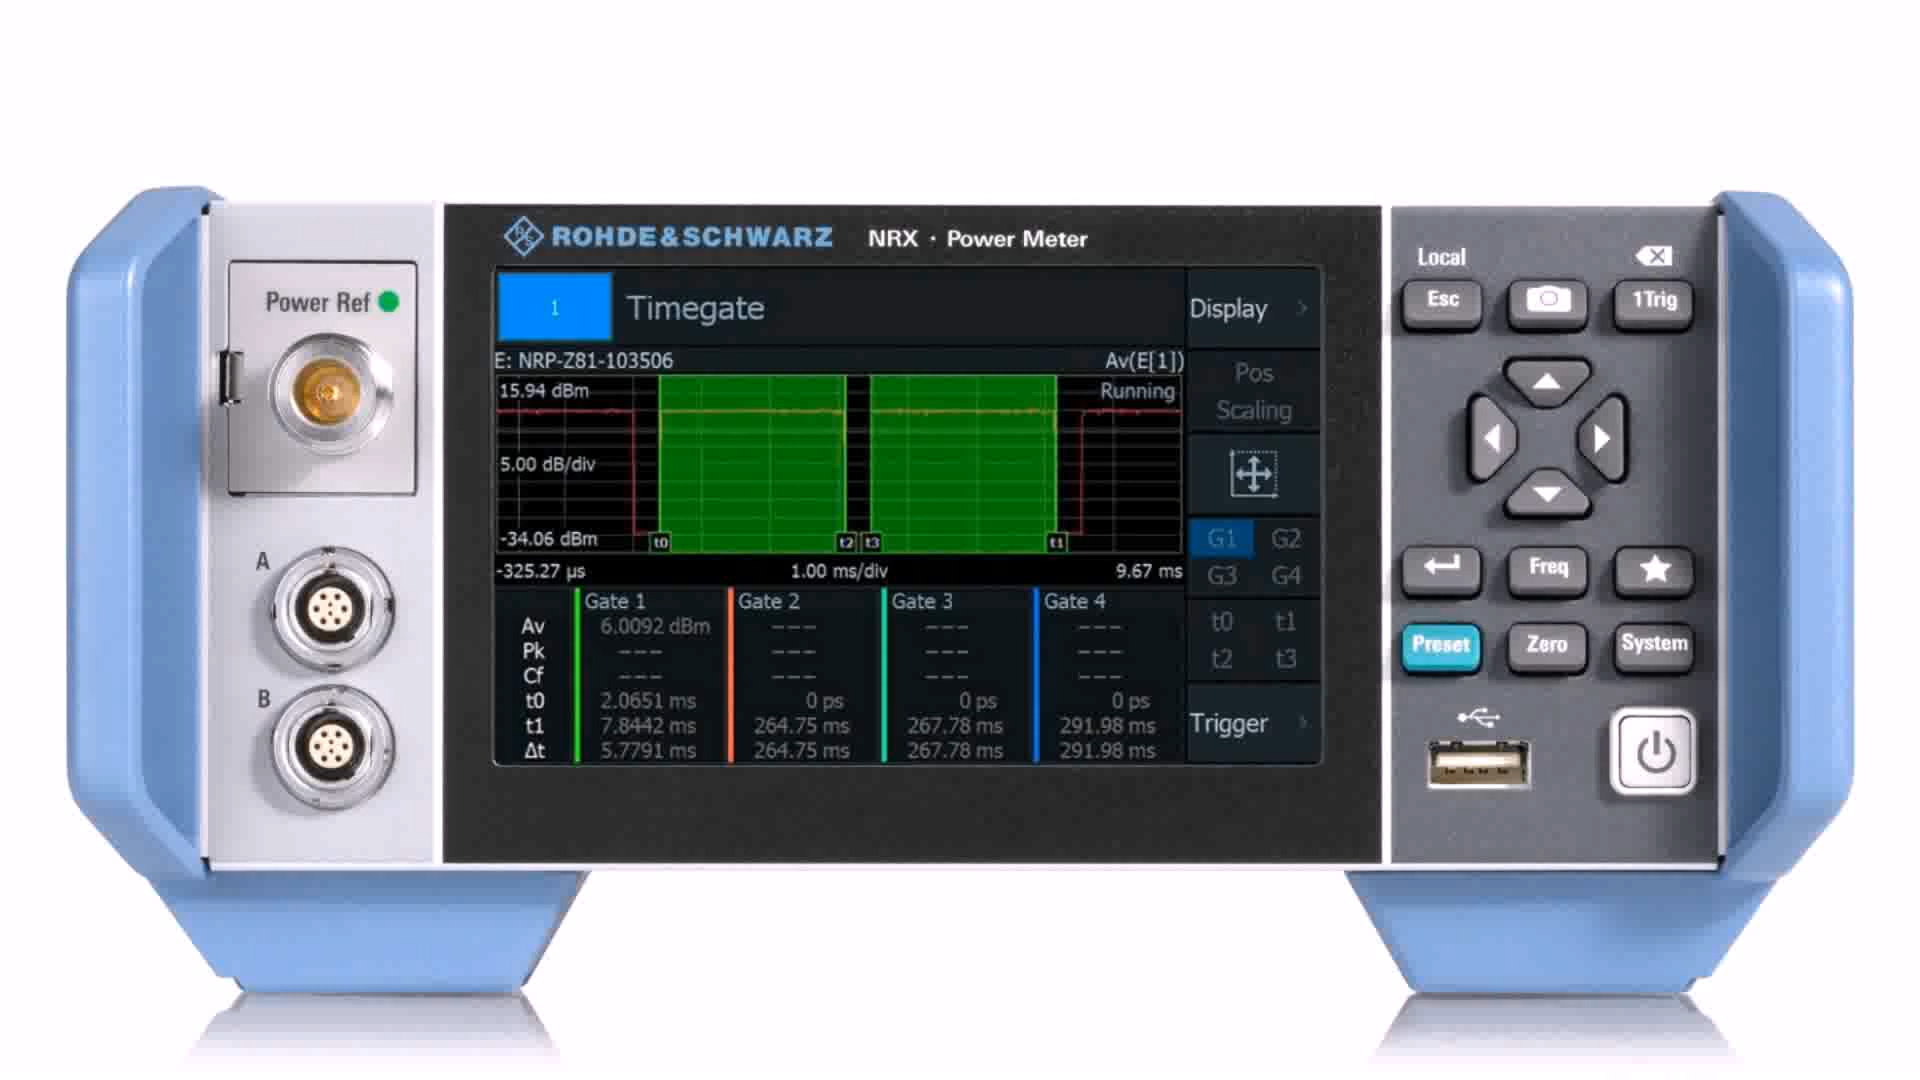 ROHDE&SCHWARZ NRX · Power Meter
Power Ref
A
B
1 Timegate
E: NRP-Z81-103506 Av(E[1])
15.94 dBm Running
5.00 dB/div
-34.06 dBm t0 t2 t3 t1
-325.27 µs 1.00 ms/div 9.67 ms
Gate 1 Gate 2 Gate 3 Gate 4
Av 6.0092 dBm --- --- ---
Pk --- --- --- ---
Cf --- --- --- ---
t0 2.0651 ms 0 ps 0 ps 0 ps
t1 7.8442 ms 264.75 ms 267.78 ms 291.98 ms
Δt 5.7791 ms 264.75 ms 267.78 ms 291.98 ms
Display
Pos
Scaling
G1 G2
G3 G4
t0 t1
t2 t3
Trigger
Local
Esc 1Trig
Freq
Preset Zero System